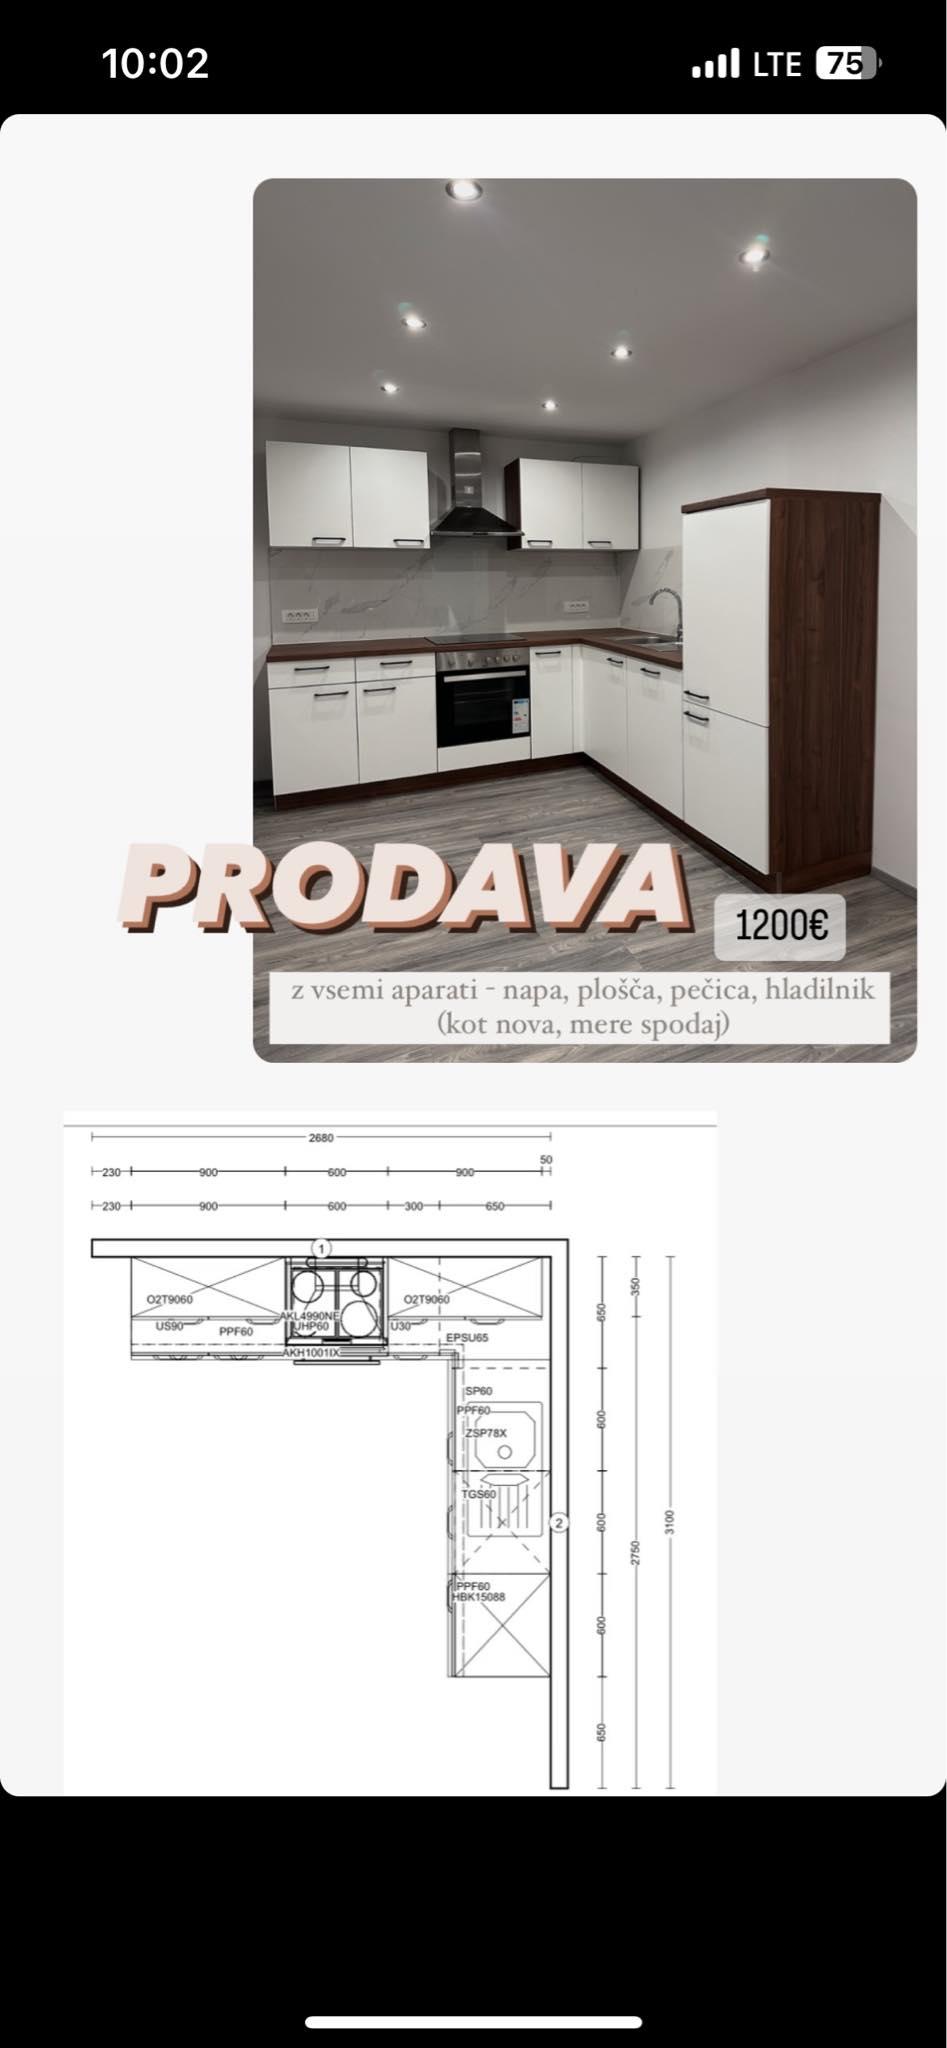 10:02
LTE 75
PRODAVA
1200€
z vsemi aparati - napa, plošča, pečica, hladilnik
(kot nova, mere spodaj)
2680
50
230 900 600 900
230 900 600 300 650
1
O2T9060 O2T9060
AKL4990NE
US90 PPF60 UHP60 U30
EPSU65
AKH1001IX
SP60
PPF60
ZSP78X
TGS60
2
PPF60
HBK15088
650
600
600
600
650
350
2750
3100